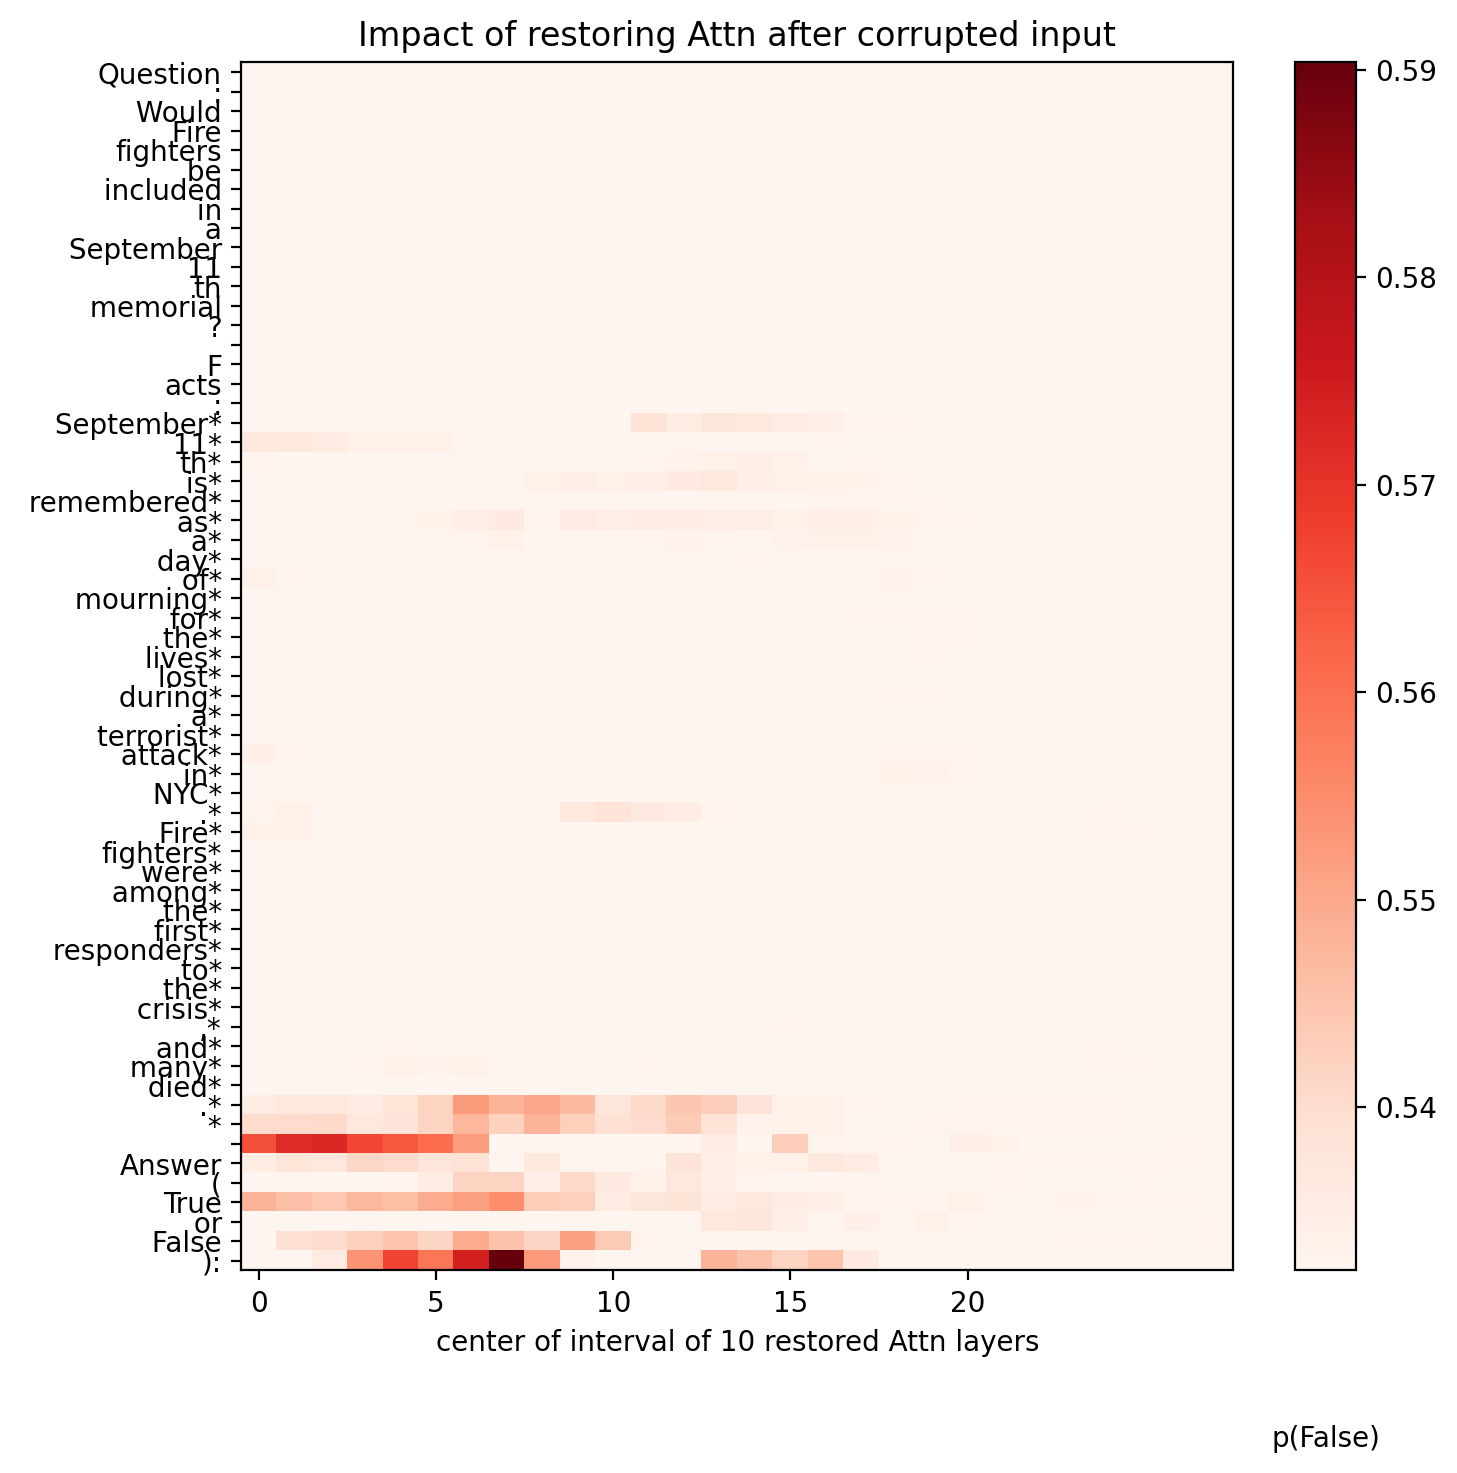 Impact of restoring Attn after corrupted input
Question
:
Would
Fire
fighters
be
included
in
a
September
11
th
memorial
?
F
acts
:
September*
11*
th*
is*
remembered*
as*
a*
day*
of*
mourning*
for*
the*
lives*
lost*
during*
a*
terrorist*
attack*
in*
NYC*
.*
Fire*
fighters*
were*
among*
the*
first*
responders*
to*
the*
crisis*
,*
and*
many*
died*
.*
*
Answer
(
True
or
False
):
0 5 10 15 20
center of interval of 10 restored Attn layers
0.59
0.58
0.57
0.56
0.55
0.54
p(False)